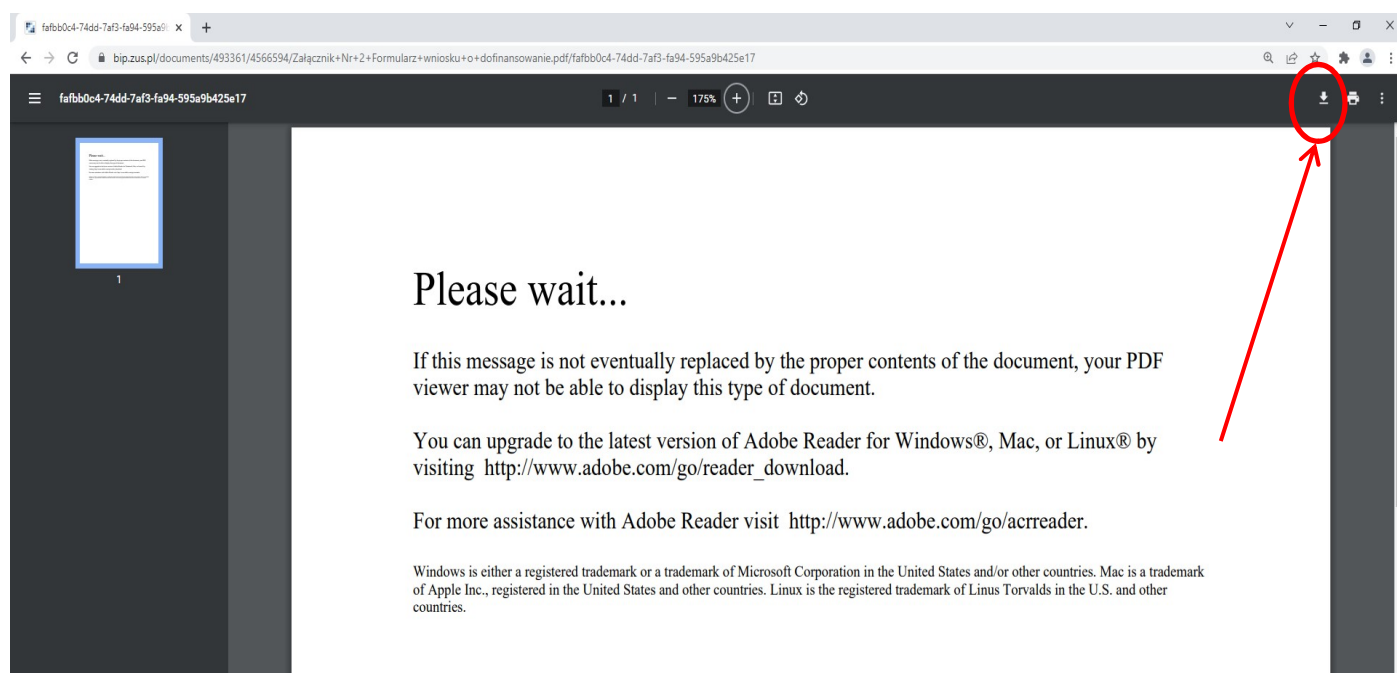 fafbb0c4-74dd-7af3-fa94-595a9
bip.zus.pl/documents/493361/4566594/Załącznik+Nr+2+Formularz+wniosku+o+dofinansowanie.pdf/fafbb0c4-74dd-7af3-fa94-595a9b425e17
fafbb0c4-74dd-7af3-fa94-595a9b425e17
1 / 1
175%
1
Please wait...
If this message is not eventually replaced by the proper contents of the document, your PDF
viewer may not be able to display this type of document.
You can upgrade to the latest version of Adobe Reader for Windows®, Mac, or Linux® by
visiting http://www.adobe.com/go/reader_download.
For more assistance with Adobe Reader visit http://www.adobe.com/go/acrreader.
Windows is either a registered trademark or a trademark of Microsoft Corporation in the United States and/or other countries. Mac is a trademark
of Apple Inc., registered in the United States and other countries. Linux is the registered trademark of Linus Torvalds in the U.S. and other
countries.